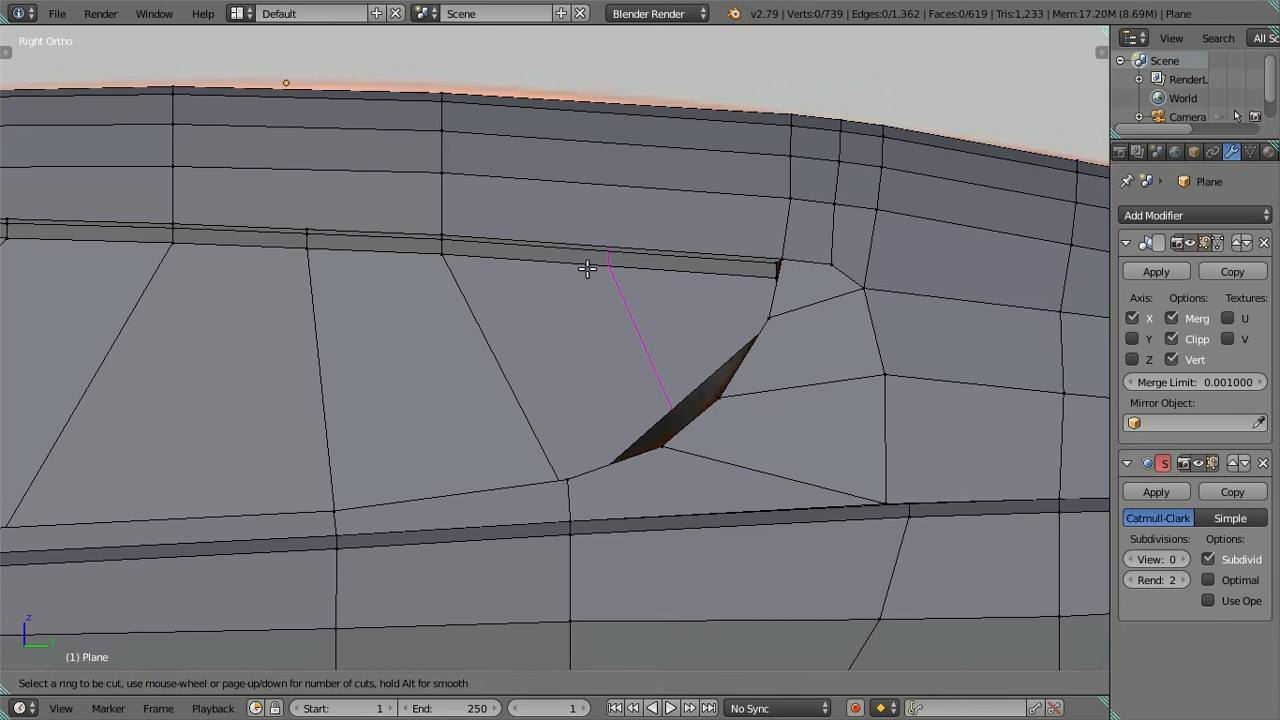 File Render Window Help Default Scene Blender Render v2.79 | Verts:0/739 | Edges:0/1,362 | Faces:0/619 | Tris:1,233 | Mem:17.20M (8.69M) | Plane
Right Ortho
View Search All Sc
Scene
RenderL
World
Camera
Plane
Add Modifier
Apply Copy
Axis: Options: Textures:
X Merg U
Y Clipp V
Z Vert
Merge Limit: 0.001000
Mirror Object:
S
Apply Copy
Catmull-Clark Simple
Subdivisions: Options:
View: 0 Subdivid
Rend: 2 Optimal
Use Ope
z
y
(1) Plane
Select a ring to be cut, use mouse-wheel or page-up/down for number of cuts, hold Alt for smooth
View Marker Frame Playback Start: 1 End: 250 1 No Sync